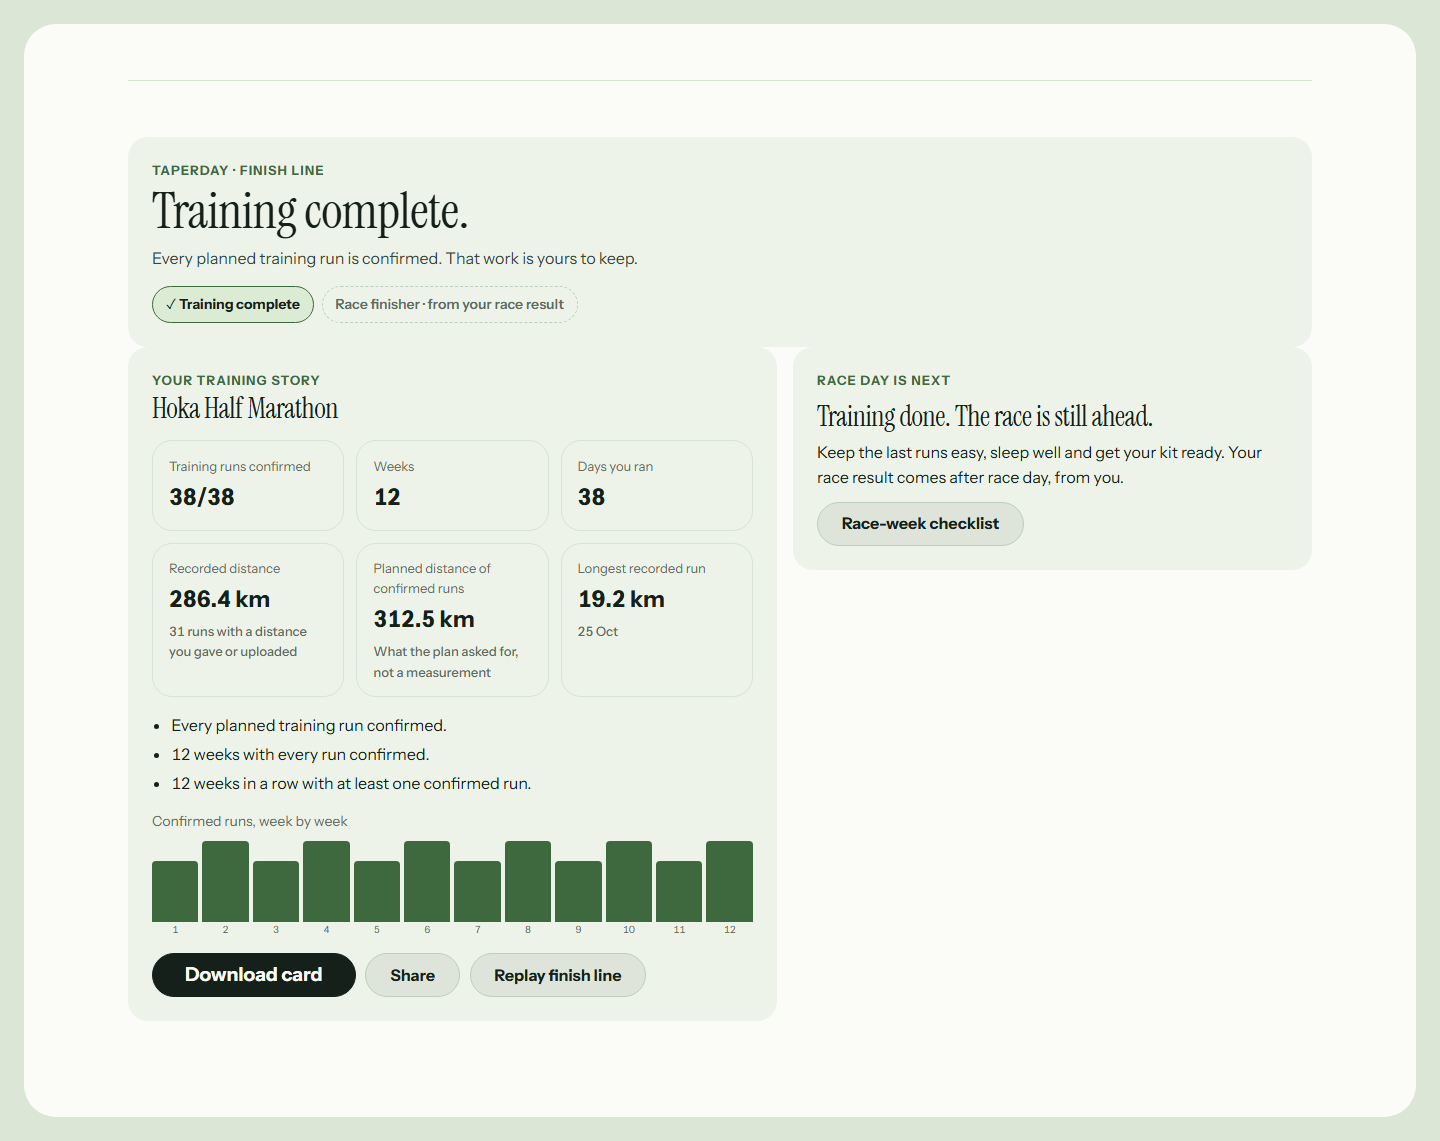 TAPERDAY · FINISH LINE
Training complete.
Every planned training run is confirmed. That work is yours to keep.
✓ Training complete
Race finisher · from your race result
YOUR TRAINING STORY
Hoka Half Marathon
Training runs confirmed
38/38
Weeks
12
Days you ran
38
Recorded distance
286.4 km
31 runs with a distance
you gave or uploaded
Planned distance of
confirmed runs
312.5 km
What the plan asked for,
not a measurement
Longest recorded run
19.2 km
25 Oct
• Every planned training run confirmed.
• 12 weeks with every run confirmed.
• 12 weeks in a row with at least one confirmed run.
Confirmed runs, week by week
1 2 3 4 5 6 7 8 9 10 11 12
Download card
Share
Replay finish line
RACE DAY IS NEXT
Training done. The race is still ahead.
Keep the last runs easy, sleep well and get your kit ready. Your
race result comes after race day, from you.
Race-week checklist